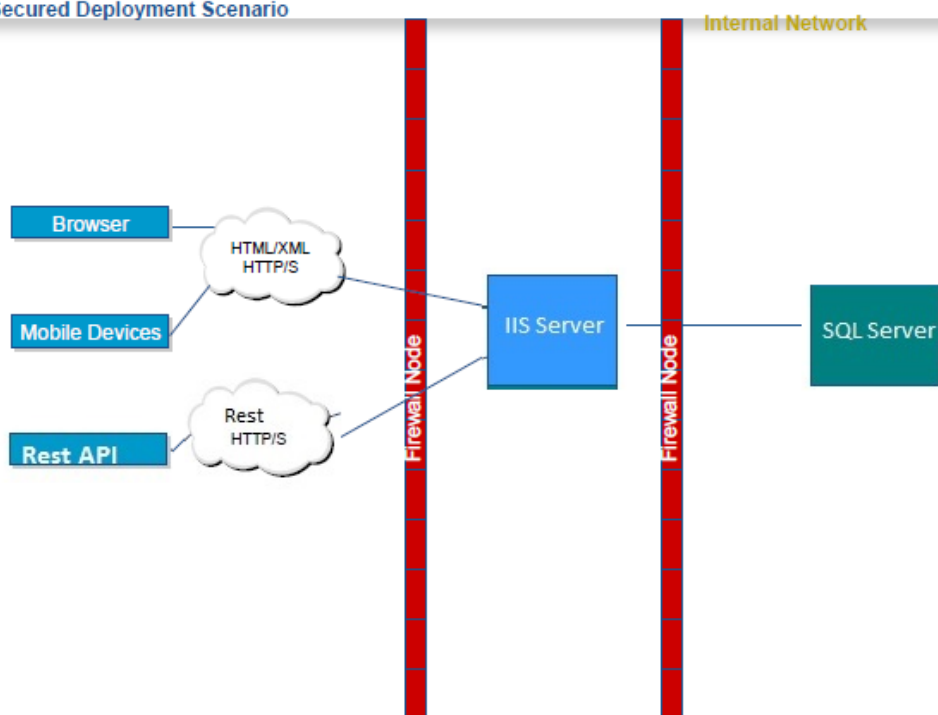 Secured Deployment Scenario
Internal Network
Browser
HTML/XML
HTTP/S
Mobile Devices
IIS Server
SQL Server
Firewall Node
Firewall Node
Rest
HTTP/S
Rest API